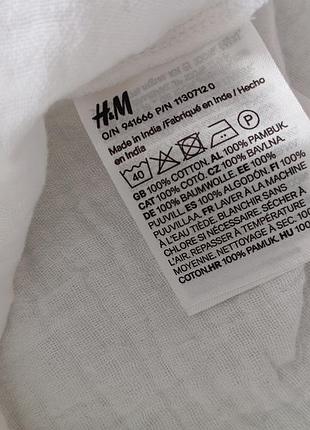 H&M
O/N 941666 P/N 1130712 0
Made in India /Fabriqué en Inde / Hecho
en India
40
P
GB 100% COTTON. AL 100% PAMBUK.
CAT 100% COTÓ. CZ 100% BAVLNA.
DE 100% BAUMWOLLE. EE 100%
PUUVILL. ES 100% ALGODÓN. FI 100%
PUUVILLAA. FR LAVER À LA MACHINE
À L'EAU TIÈDE. BLANCHIR SANS
CHLORE SI NÉCESSAIRE. SÉCHER À
L'AIR. REPASSER À TEMPÉRATURE
MOYENNE. NETTOYAGE À SEC. 100%
COTON. HR 100% PAMUK. HU 100%